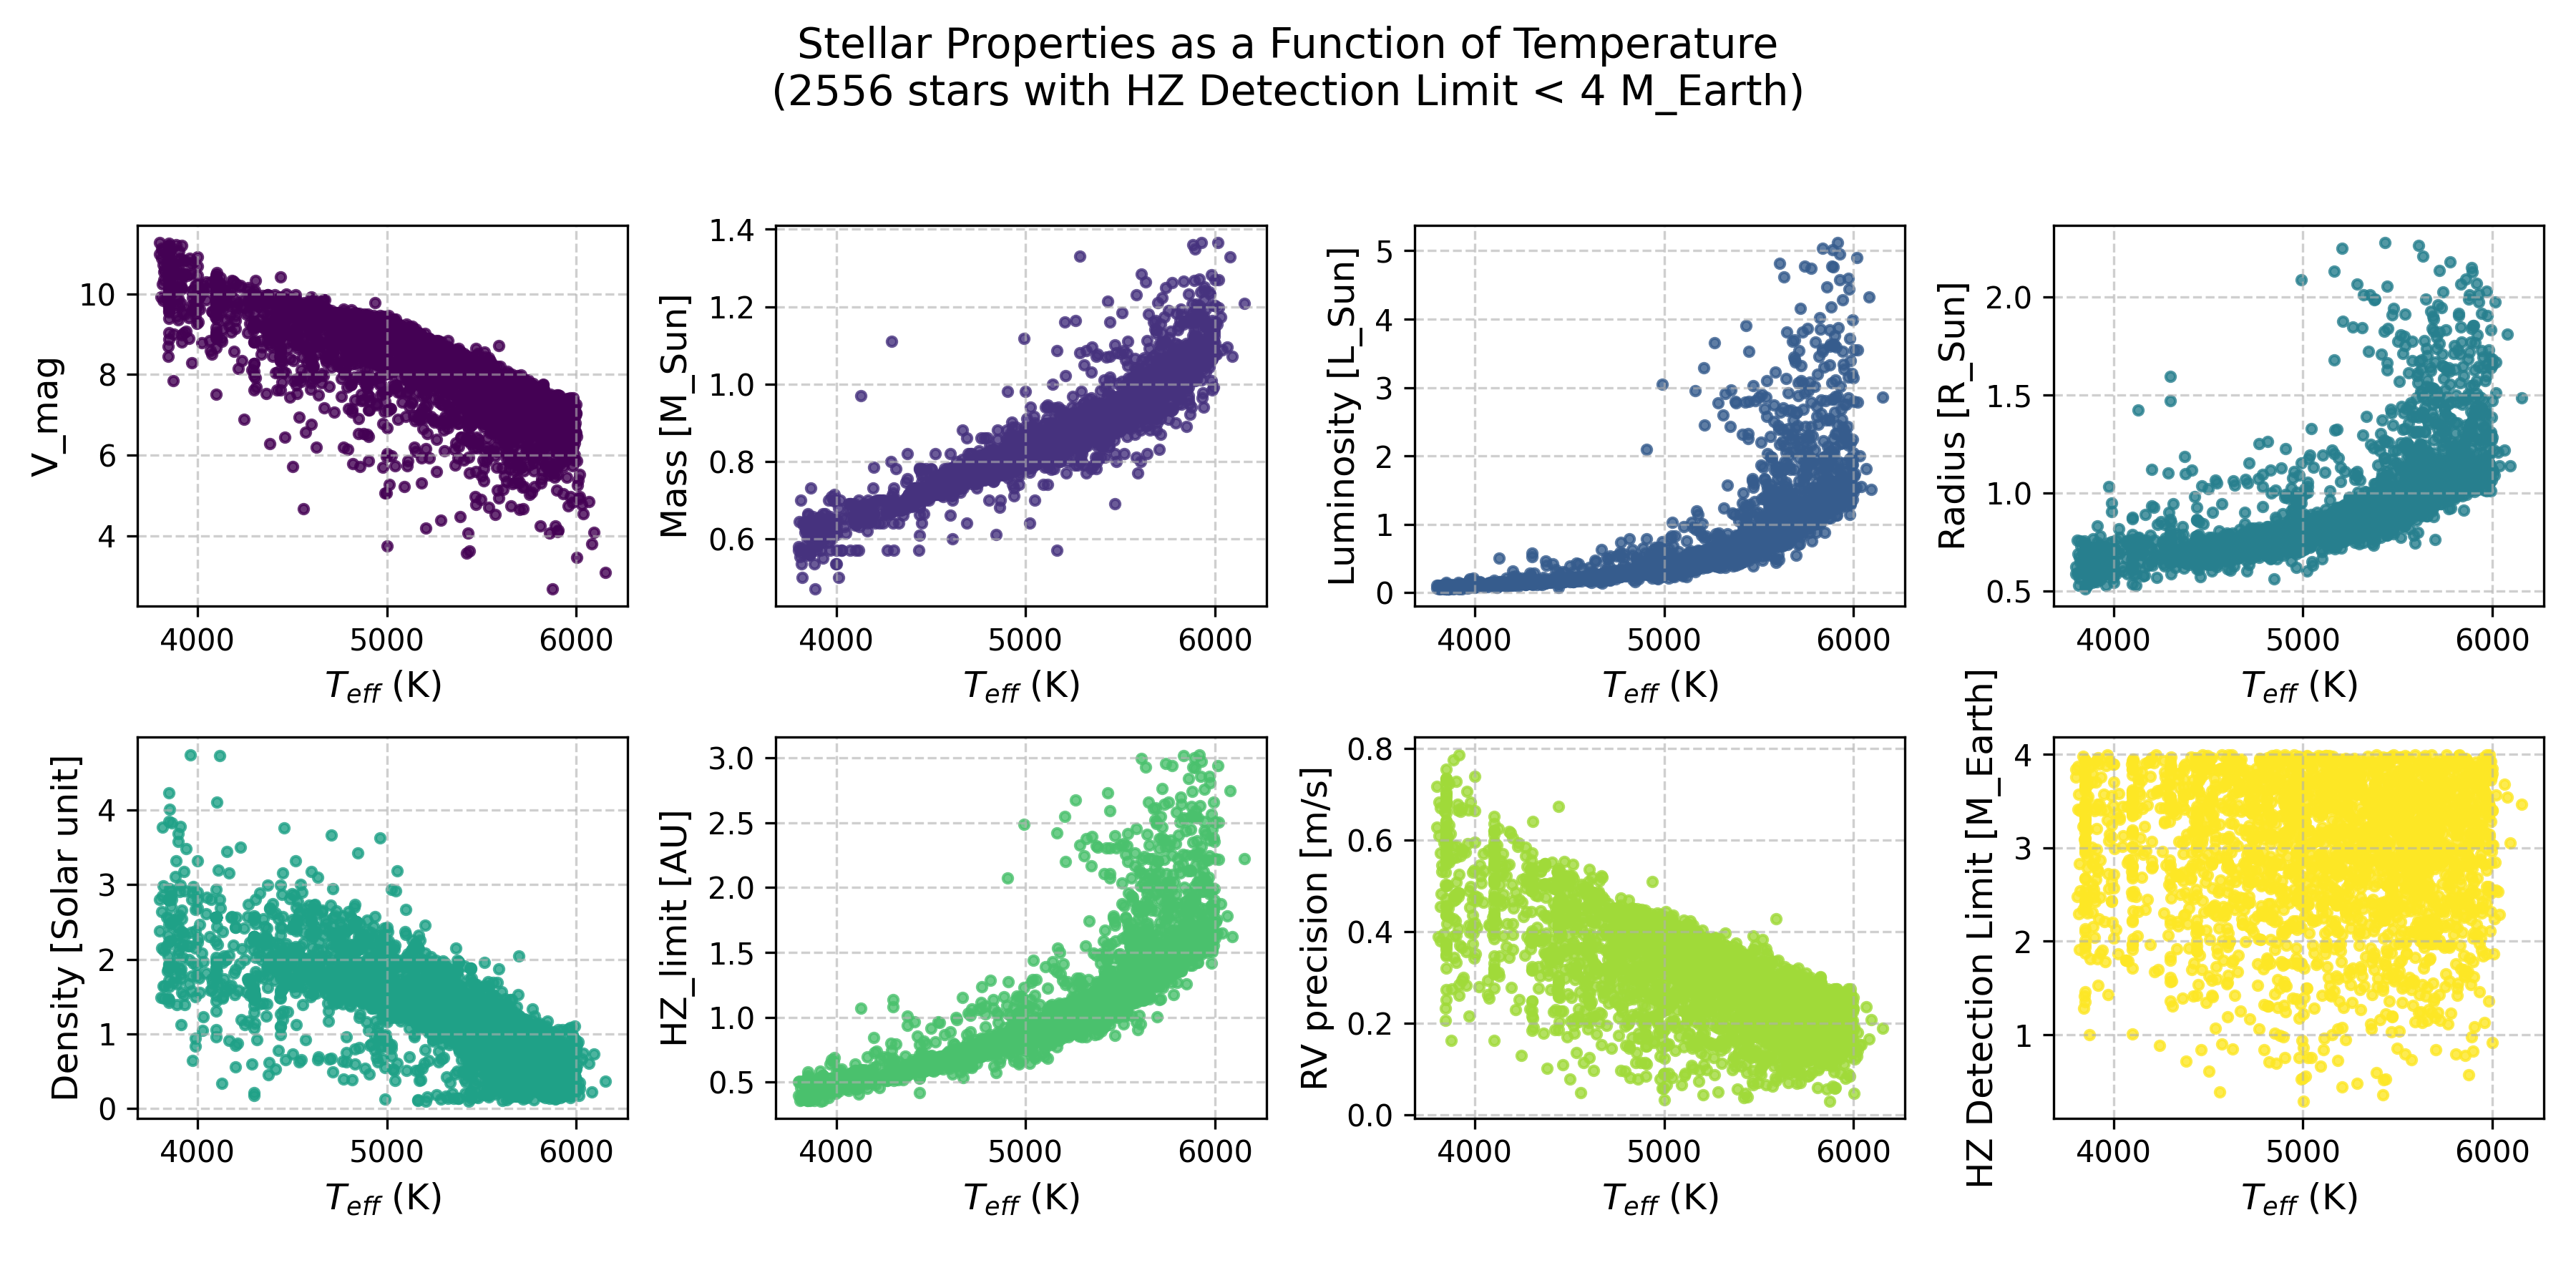 Stellar Properties as a Function of Temperature
(2556 stars with HZ Detection Limit < 4 M_Earth)
V_mag
10
8
6
4
4000 5000 6000
T_eff (K)
Mass [M_Sun]
1.4
1.2
1.0
0.8
0.6
4000 5000 6000
T_eff (K)
Luminosity [L_Sun]
5
4
3
2
1
0
4000 5000 6000
T_eff (K)
Radius [R_Sun]
2.0
1.5
1.0
0.5
4000 5000 6000
T_eff (K)
Density [Solar unit]
4
3
2
1
0
4000 5000 6000
T_eff (K)
HZ_limit [AU]
3.0
2.5
2.0
1.5
1.0
0.5
4000 5000 6000
T_eff (K)
RV precision [m/s]
0.8
0.6
0.4
0.2
0.0
4000 5000 6000
T_eff (K)
HZ Detection Limit [M_Earth]
4
3
2
1
4000 5000 6000
T_eff (K)